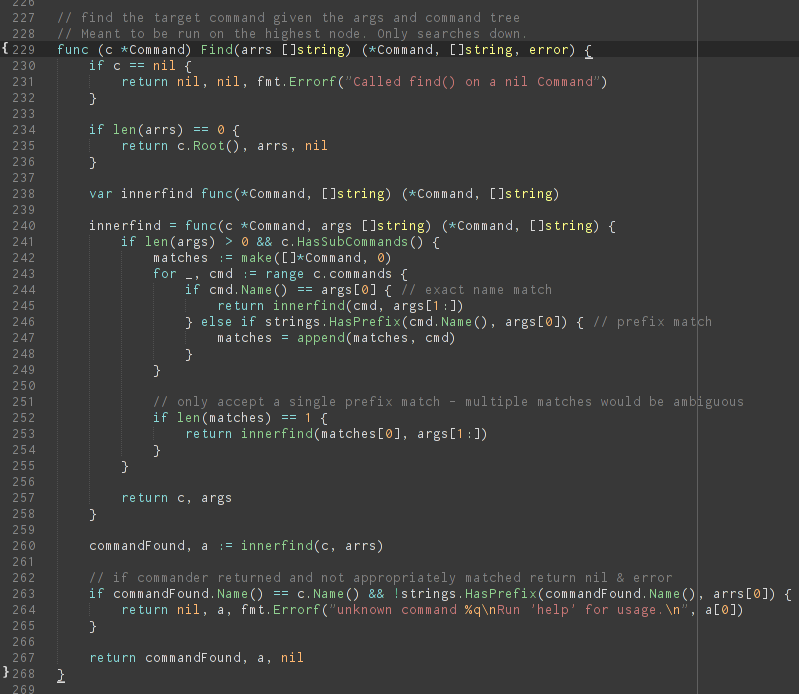 226
227 // find the target command given the args and command tree
228 // Meant to be run on the highest node. Only searches down.
{ 229 func (c *Command) Find(arrs []string) (*Command, []string, error) {
230 if c == nil {
231 return nil, nil, fmt.Errorf("Called find() on a nil Command")
232 }
233
234 if len(arrs) == 0 {
235 return c.Root(), arrs, nil
236 }
237
238 var innerfind func(*Command, []string) (*Command, []string)
239
240 innerfind = func(c *Command, args []string) (*Command, []string) {
241 if len(args) > 0 && c.HasSubCommands() {
242 matches := make([]*Command, 0)
243 for _, cmd := range c.commands {
244 if cmd.Name() == args[0] { // exact name match
245 return innerfind(cmd, args[1:])
246 } else if strings.HasPrefix(cmd.Name(), args[0]) { // prefix match
247 matches = append(matches, cmd)
248 }
249 }
250
251 // only accept a single prefix match - multiple matches would be ambiguous
252 if len(matches) == 1 {
253 return innerfind(matches[0], args[1:])
254 }
255 }
256
257 return c, args
258 }
259
260 commandFound, a := innerfind(c, arrs)
261
262 // if commander returned and not appropriately matched return nil & error
263 if commandFound.Name() == c.Name() && !strings.HasPrefix(commandFound.Name(), arrs[0]) {
264 return nil, a, fmt.Errorf("unknown command %q\nRun 'help' for usage.\n", a[0])
265 }
266
267 return commandFound, a, nil
} 268 }
269